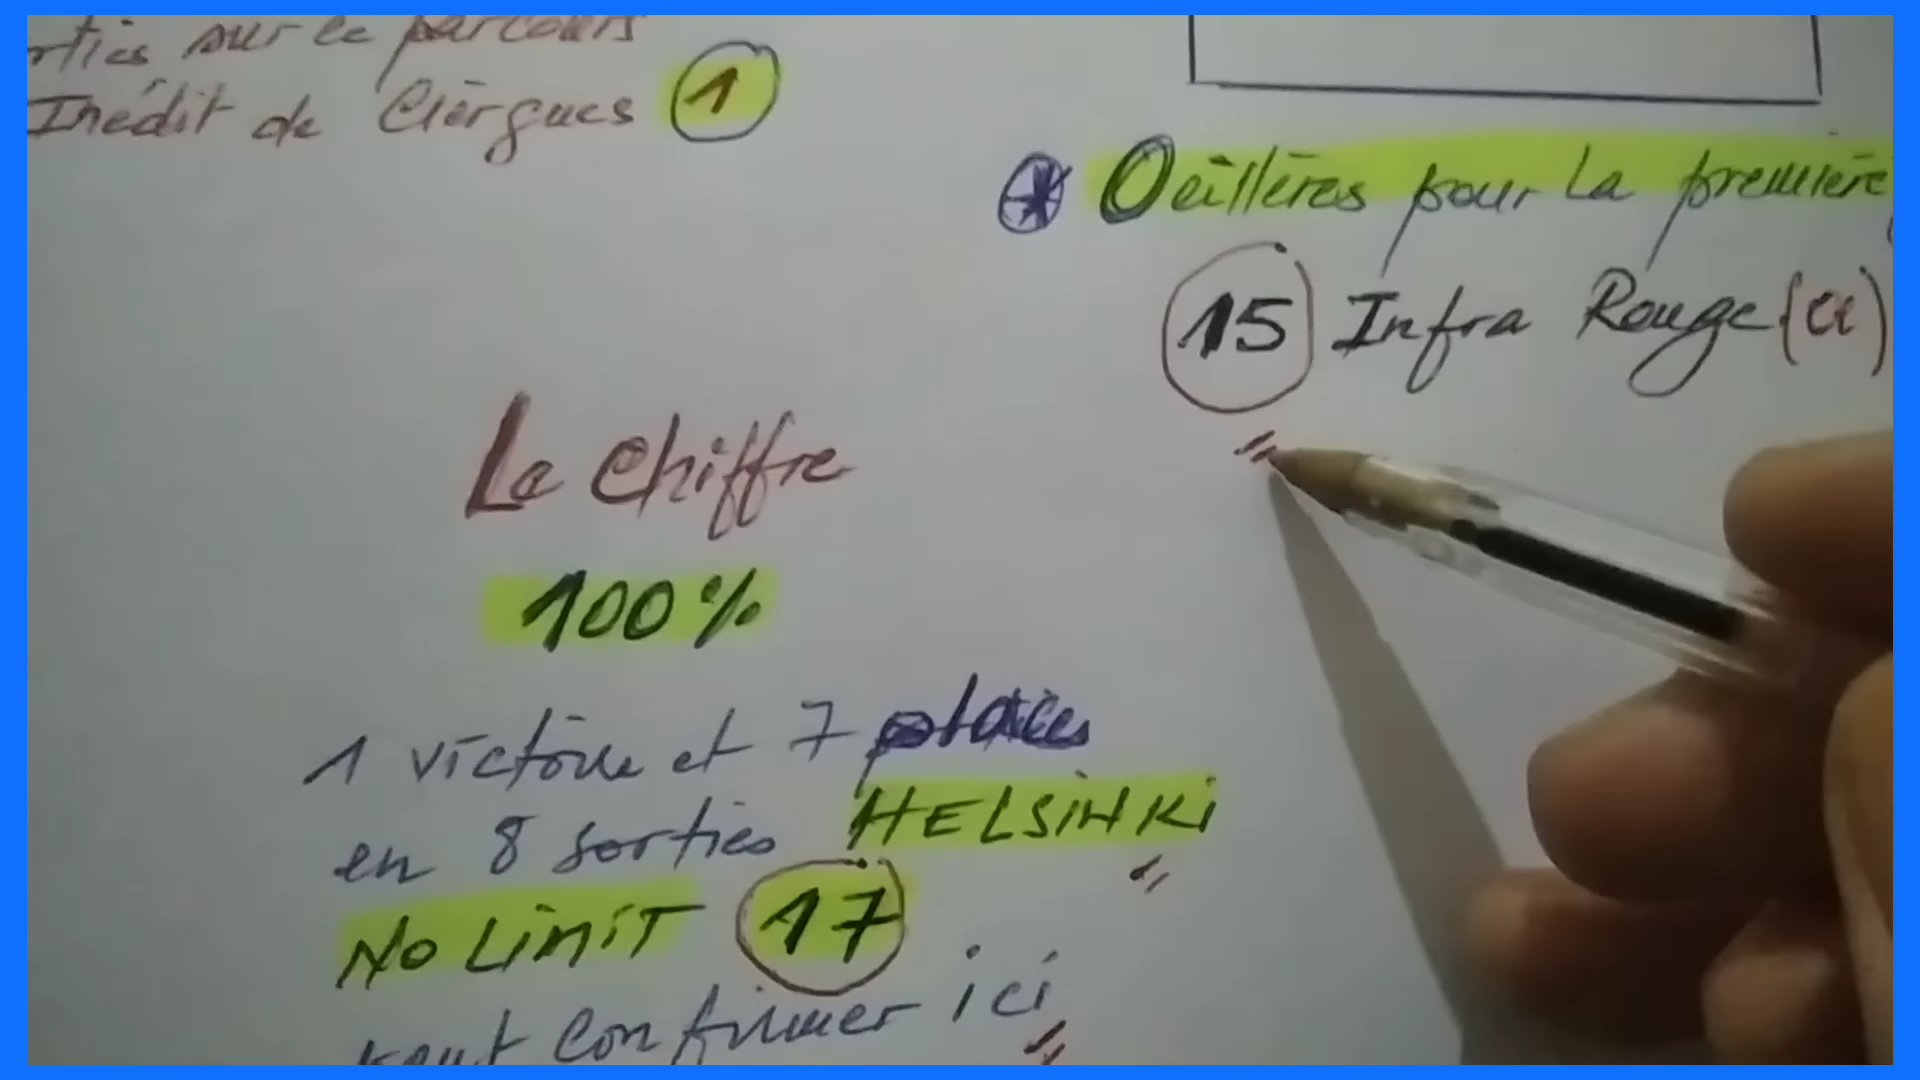 sur le parcours
Inédit de Clèrgues 1
Oeillères pour La première
15 Infra Rouge (a)
Le Chiffre
100%
1 victoire et 7 places
en 8 sorties HELSINKI
NO LIMIT 17
confirmer ici